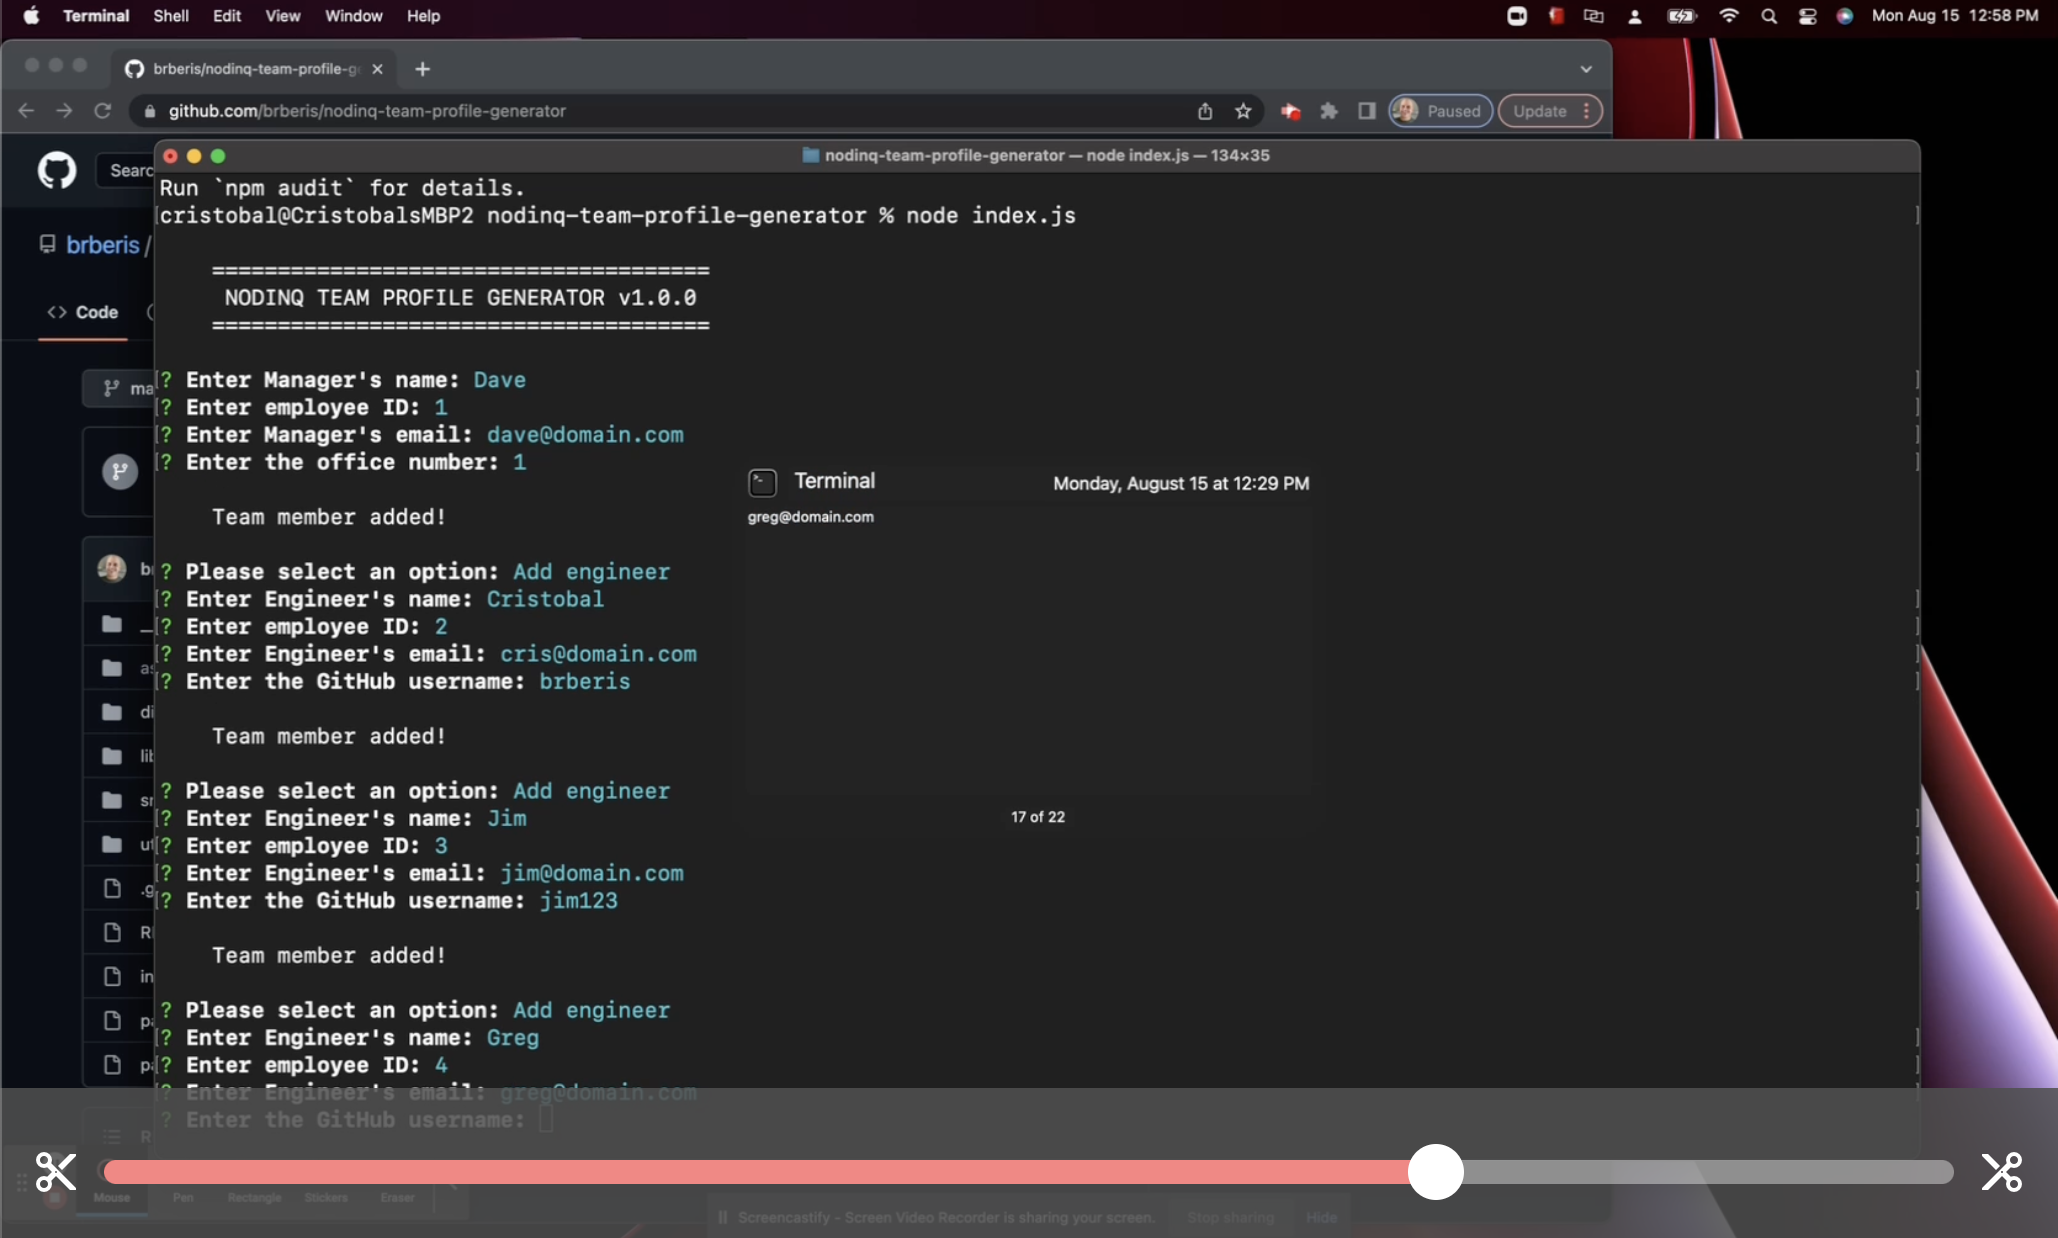 Terminal Shell Edit View Window Help Mon Aug 15 12:58 PM
brberis/nodinq-team-profile-g
github.com/brberis/nodinq-team-profile-generator Paused Update
nodinq-team-profile-generator — node index.js — 134×35
Searc
Run `npm audit` for details.
cristobal@CristobalsMBP2 nodinq-team-profile-generator % node index.js
brberis /
======================================
NODINQ TEAM PROFILE GENERATOR v1.0.0
======================================
<> Code
? Enter Manager's name: Dave
ma
? Enter employee ID: 1
? Enter Manager's email: dave@domain.com
? Enter the office number: 1
Terminal Monday, August 15 at 12:29 PM
greg@domain.com
17 of 22
Team member added!
? Please select an option: Add engineer
? Enter Engineer's name: Cristobal
? Enter employee ID: 2
? Enter Engineer's email: cris@domain.com
? Enter the GitHub username: brberis
Team member added!
? Please select an option: Add engineer
? Enter Engineer's name: Jim
? Enter employee ID: 3
? Enter Engineer's email: jim@domain.com
? Enter the GitHub username: jim123
Team member added!
? Please select an option: Add engineer
? Enter Engineer's name: Greg
? Enter employee ID: 4
? Enter Engineer's email: greg@domain.com
? Enter the GitHub username:
Mouse Pen Rectangle Stickers Eraser
Screencastify - Screen Video Recorder is sharing your screen. Stop sharing Hide